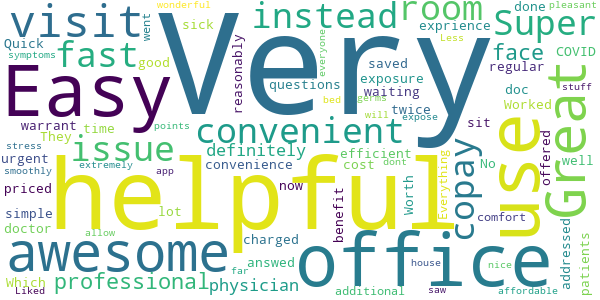 visit
went
wonderful
sick
Quick
symptoms
fast
good
reasonably
Very
everyone
instead
saved
questions
exposure
room
exprience
Less
waiting
twice
face
Super
done
pleasant
COVID
regular
stuff
doc
Worked
Easy
warrant
They
time
points
convenient
bed
germs
will
expose
sit
No
offered
Great
well
use
stress
urgent
smoothly
issue
extremely
definitely
convenience
efficient
cost
dont
Everything
copay
priced
app
now
helpful
benefit
Worth
comfort
simple
doctor
lot
charged
answed
addressed
patients
awesome
office
house
nice
Which
allow
professional
physician
far
additional
saw
affordable
Liked